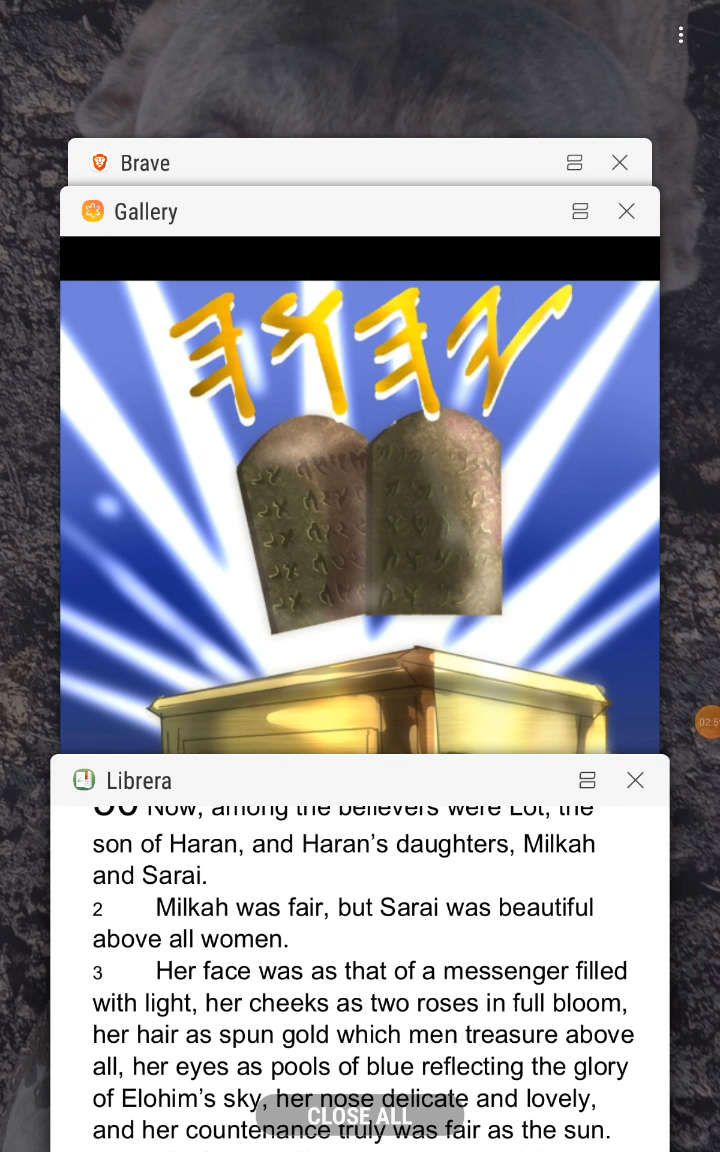 Brave
Gallery
𐤉𐤄𐤅𐤄
Librera
Now, among the believers were Lot, the
son of Haran, and Haran’s daughters, Milkah
and Sarai.
2 Milkah was fair, but Sarai was beautiful
above all women.
3 Her face was as that of a messenger filled
with light, her cheeks as two roses in full bloom,
her hair as spun gold which men treasure above
all, her eyes as pools of blue reflecting the glory
of Elohim’s sky, her nose delicate and lovely,
and her countenance truly was fair as the sun.
CLOSE ALL